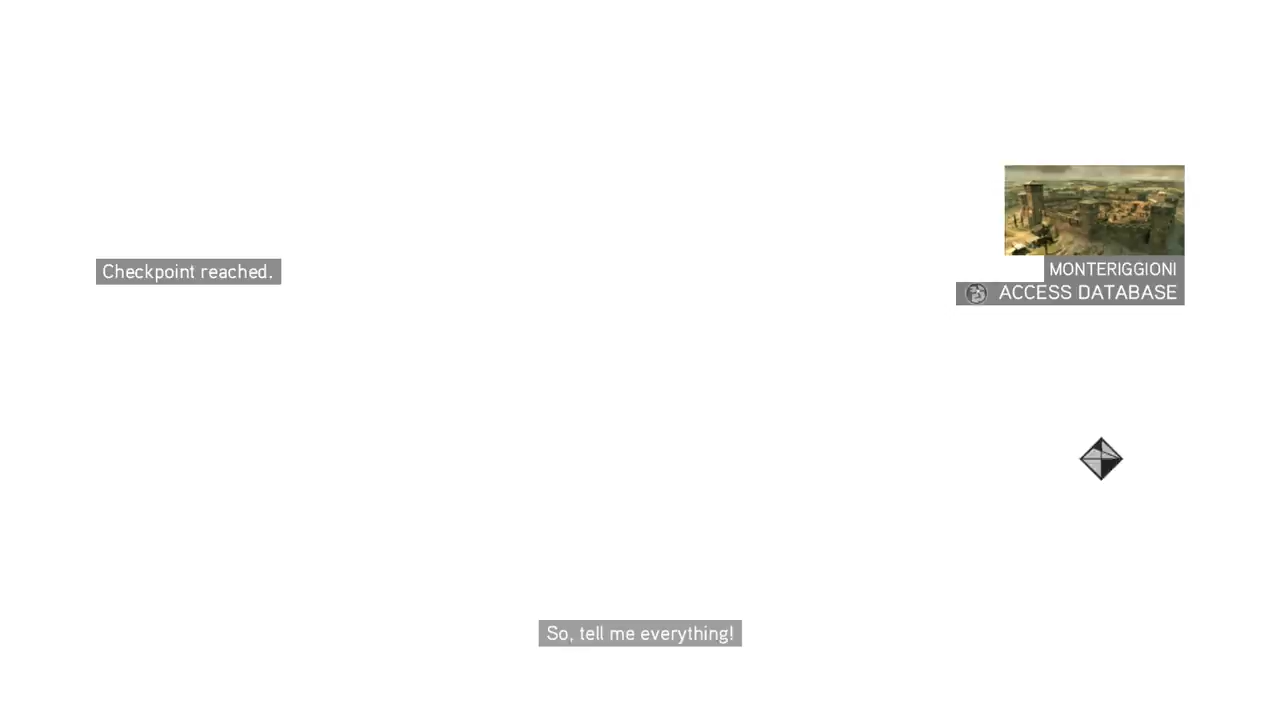 Checkpoint reached.
MONTERIGGIONI
ACCESS DATABASE
So, tell me everything!